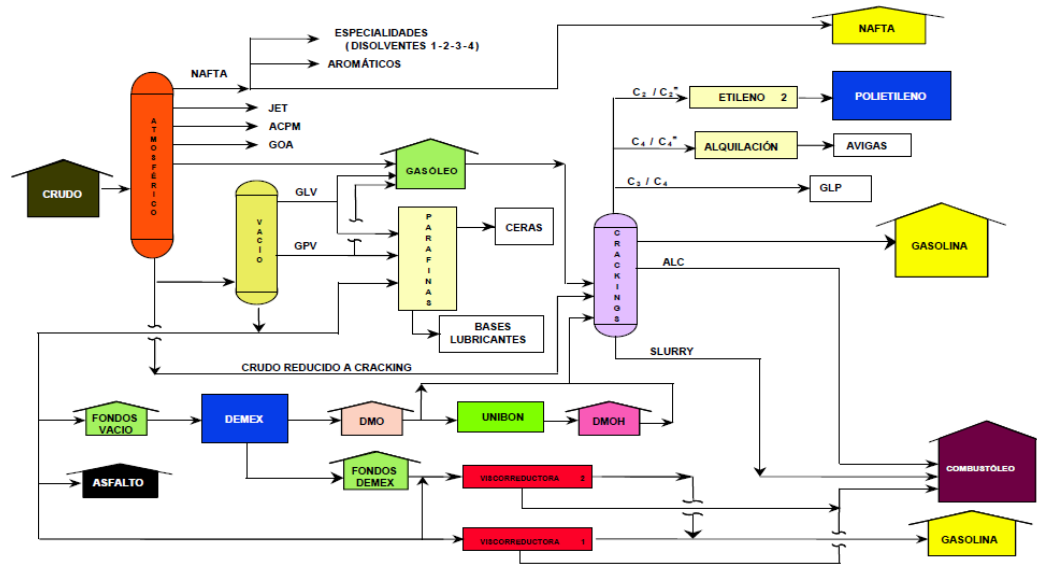 ESPECIALIDADES
( DISOLVENTES 1 - 2 - 3 - 4 )
NAFTA
NAFTA
AROMÁTICOS
JET
ACPM
GOA
ATMOSFÉRICO
CRUDO
C2 / C2"
ETILENO 2
POLIETILENO
C4 / C4"
ALQUILACIÓN
AVIGAS
C3 / C4
GLP
GASÓLEO
GLV
VACIO
GPV
PARAFINAS
CERAS
BASES
LUBRICANTES
CRACKINGS
GASOLINA
ALC
SLURRY
CRUDO REDUCIDO A CRACKING
FONDOS
VACIO
DEMEX
DMO
UNIBON
DMOH
ASFALTO
FONDOS
DEMEX
VISCORREDUCTORA 2
COMBUSTÓLEO
VISCORREDUCTORA 1
GASOLINA